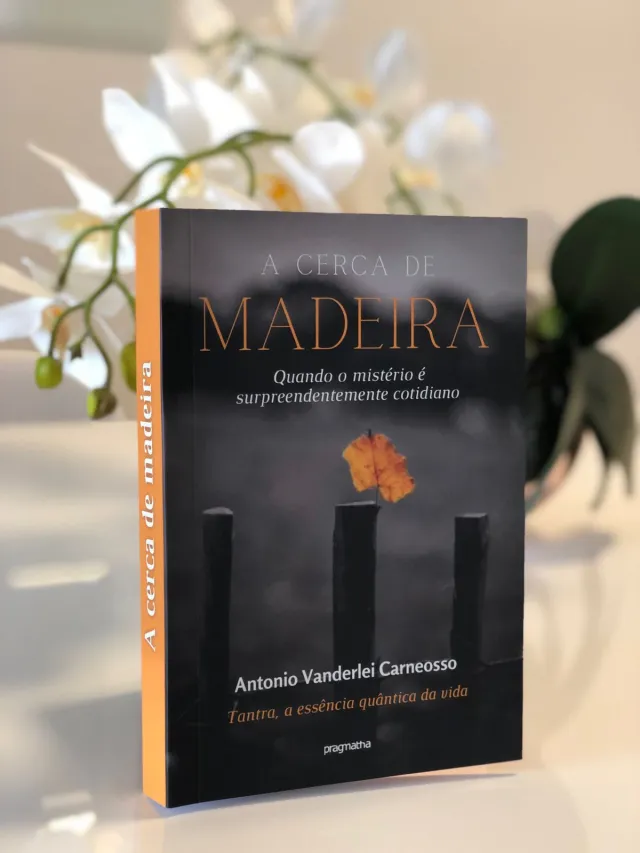 A CERCA DE
MADEIRA
Quando o mistério é
surpreendentemente cotidiano
Antonio Vanderlei Carneosso
Tantra, a essência quântica da vida
pragmatha
A cerca de madeira